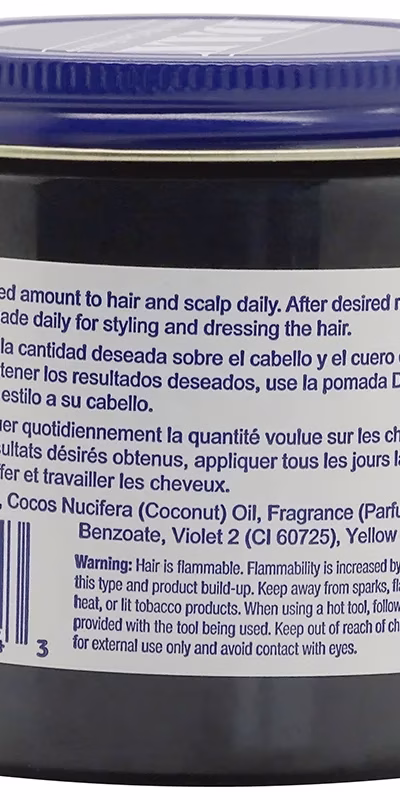 ed amount to hair and scalp daily. After desired
ade daily for styling and dressing the hair.
la cantidad deseada sobre el cabello y el cuero
tener los resultados deseados, use la pomada D
estilo a su cabello.
uer quotidiennement la quantité voulue sur les ch
sultats désirés obtenus, appliquer tous les jours la
ffer et travailler les cheveux.
, Cocos Nucifera (Coconut) Oil, Fragrance (Parfu
Benzoate, Violet 2 (CI 60725), Yellow
Warning: Hair is flammable. Flammability is increased by
this type and product build-up. Keep away from sparks, fl
heat, or lit tobacco products. When using a hot tool, follow
provided with the tool being used. Keep out of reach of ch
for external use only and avoid contact with eyes.
3